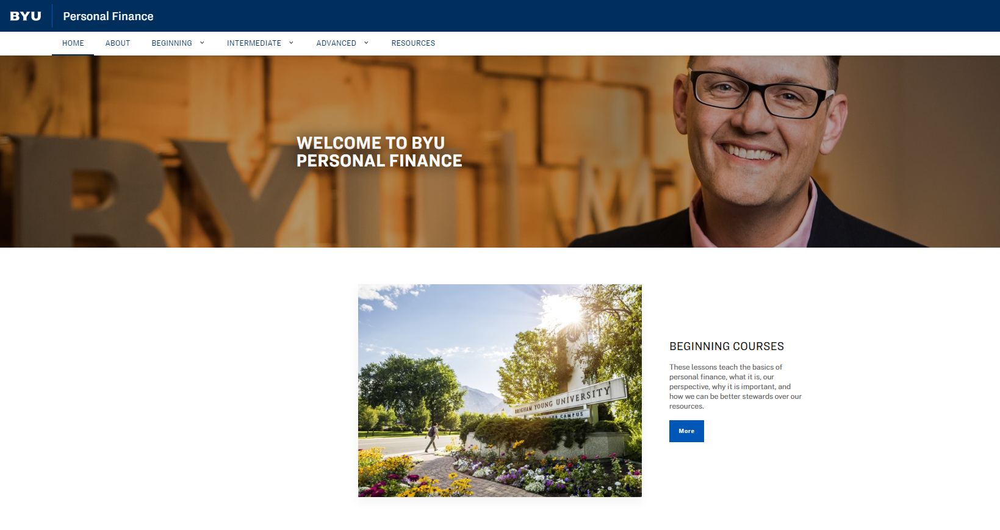 BYU Personal Finance
HOME ABOUT BEGINNING INTERMEDIATE ADVANCED RESOURCES
BYU
WELCOME TO BYU
PERSONAL FINANCE
BRIGHAM YOUNG UNIVERSITY
OUR CAMPUS
BEGINNING COURSES
These lessons teach the basics of
personal finance, what it is, our
perspective, why it is important, and
how we can be better stewards over our
resources.
More